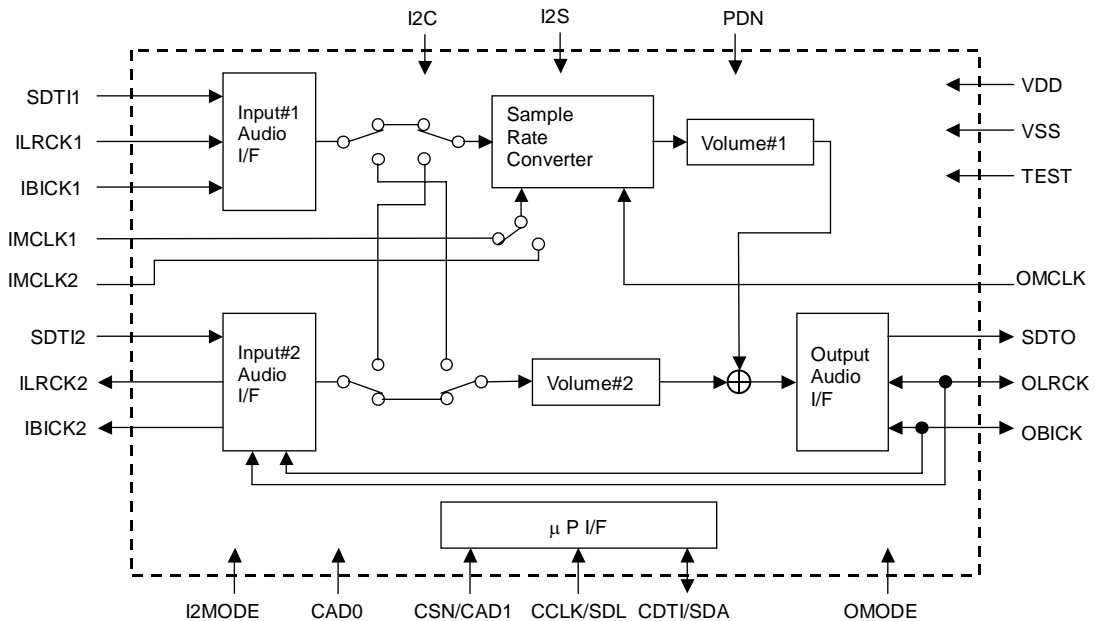 I2C
I2S
PDN
SDTI1
ILRCK1
IBICK1
IMCLK1
IMCLK2
SDTI2
ILRCK2
IBICK2
Input#1
Audio
I/F
Sample
Rate
Converter
Volume#1
VDD
VSS
TEST
OMCLK
SDTO
OLRCK
OBICK
Input#2
Audio
I/F
Volume#2
Output
Audio
I/F
μ P I/F
I2MODE
CAD0
CSN/CAD1
CCLK/SDL
CDTI/SDA
OMODE